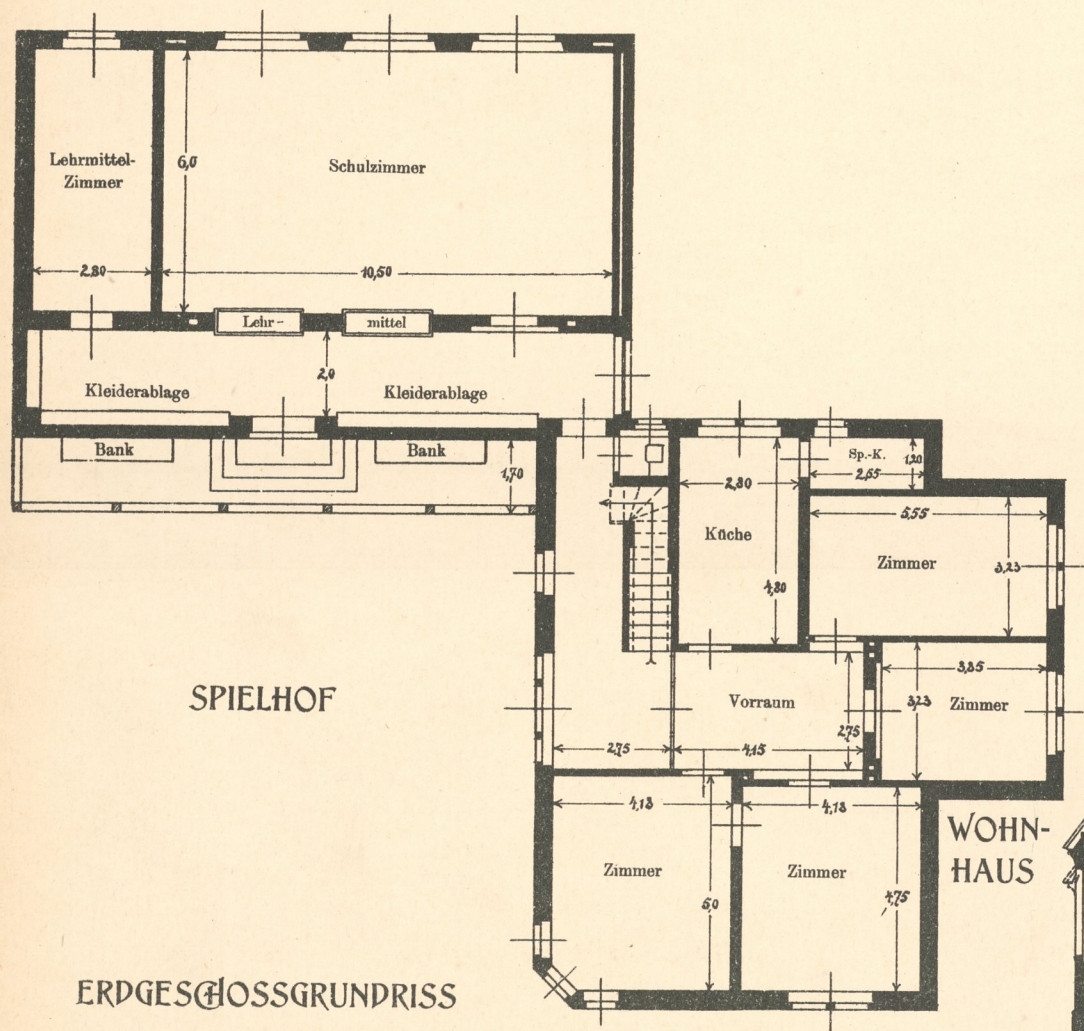 Lehrmittel-
Zimmer
6,0
Schulzimmer
2,80
10,50
Lehr-
mittel
Kleiderablage
2,0
Kleiderablage
Bank
Bank
1,70
Sp.-K.
1,20
2,65
2,80
Küche
4,80
5,55
Zimmer
3,23
SPIELHOF
Vorraum
2,75
2,75
4,15
3,85
3,23
Zimmer
4,13
4,13
Zimmer
5,0
Zimmer
4,75
WOHN-
HAUS
ERDGESCHOSSGRUNDRISS